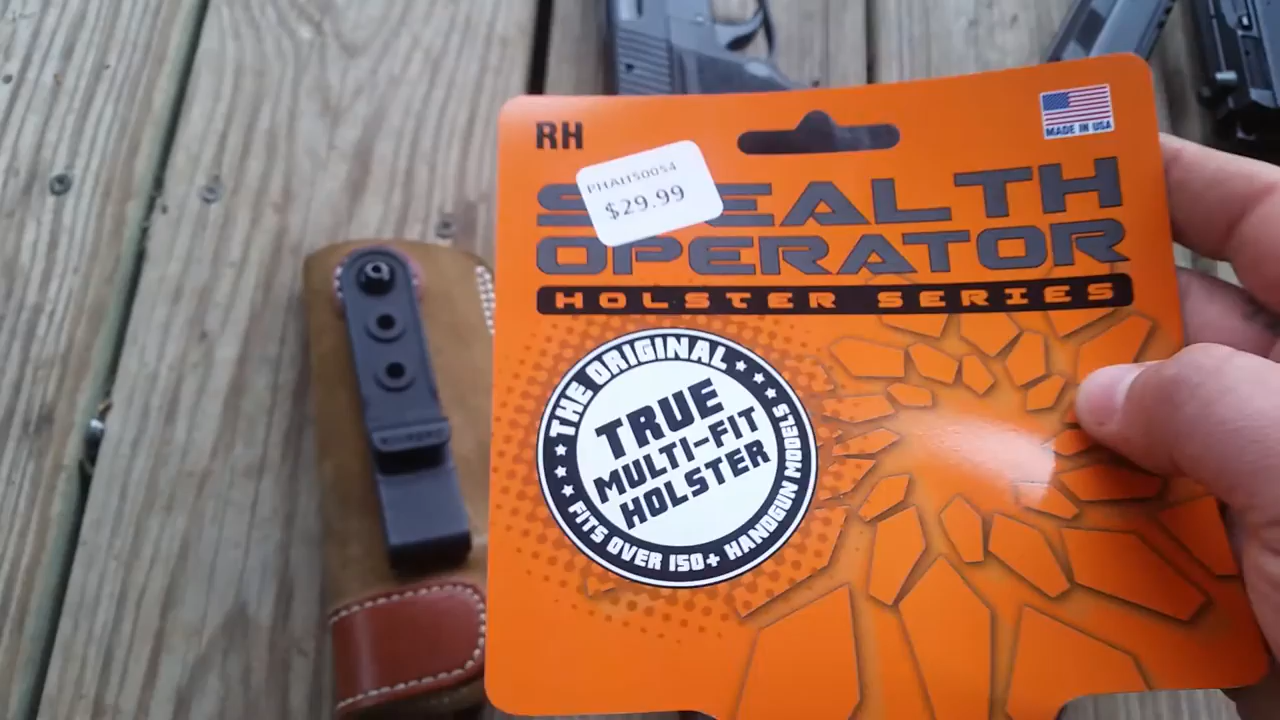 RH
MADE IN USA
PHAH50054
$29.99
STEALTH
OPERATOR
HOLSTER SERIES
THE ORIGINAL
TRUE
MULTI-FIT
HOLSTER
FITS OVER 150+ HANDGUN MODELS